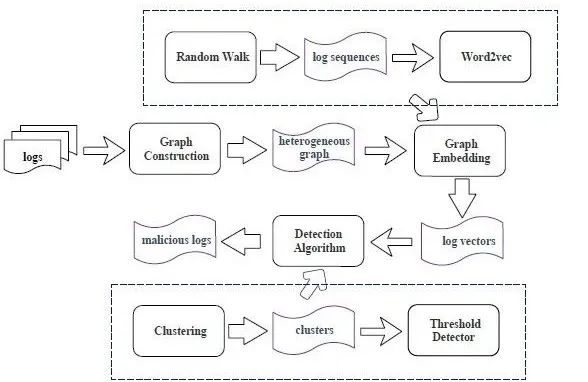 Random Walk
log sequences
Word2vec
logs
Graph
Construction
heterogeneous
graph
Graph
Embedding
malicious logs
Detection
Algorithm
log vectors
Clustering
clusters
Threshold
Detector